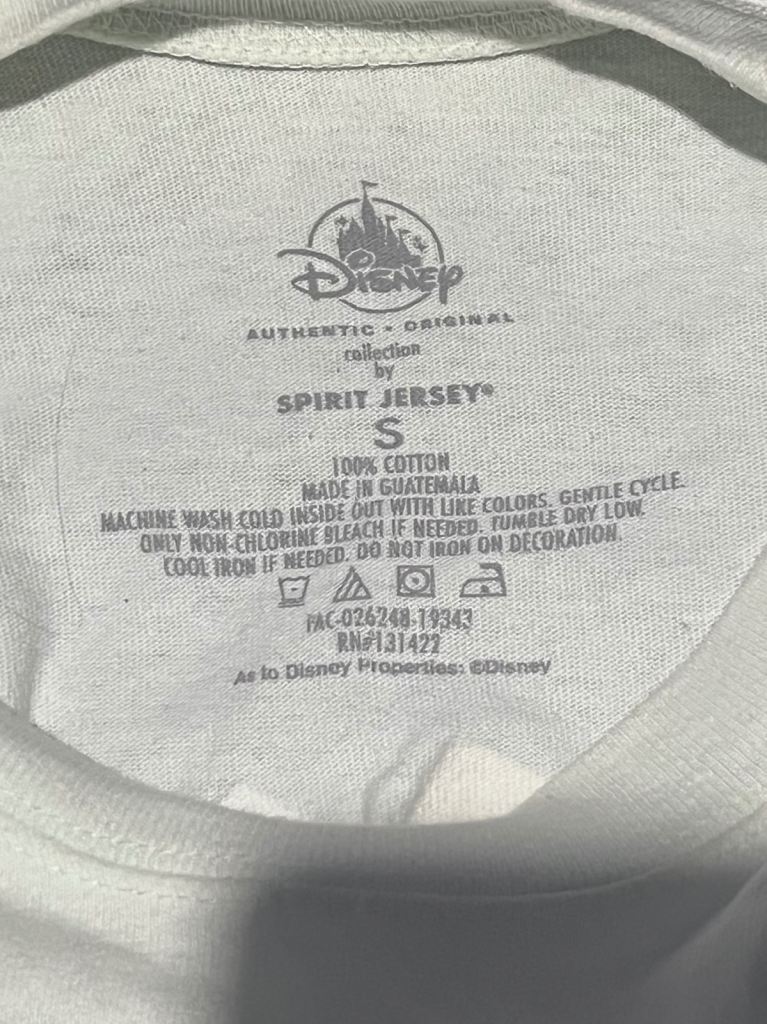 Disney
AUTHENTIC • ORIGINAL
collection
by
SPIRIT JERSEY®
S
100% COTTON
MADE IN GUATEMALA
MACHINE WASH COLD INSIDE OUT WITH LIKE COLORS. GENTLE CYCLE.
ONLY NON-CHLORINE BLEACH IF NEEDED. TUMBLE DRY LOW.
COOL IRON IF NEEDED. DO NOT IRON ON DECORATION.
FAC-026248-19343
RN#131422
As to Disney Properties: ©Disney